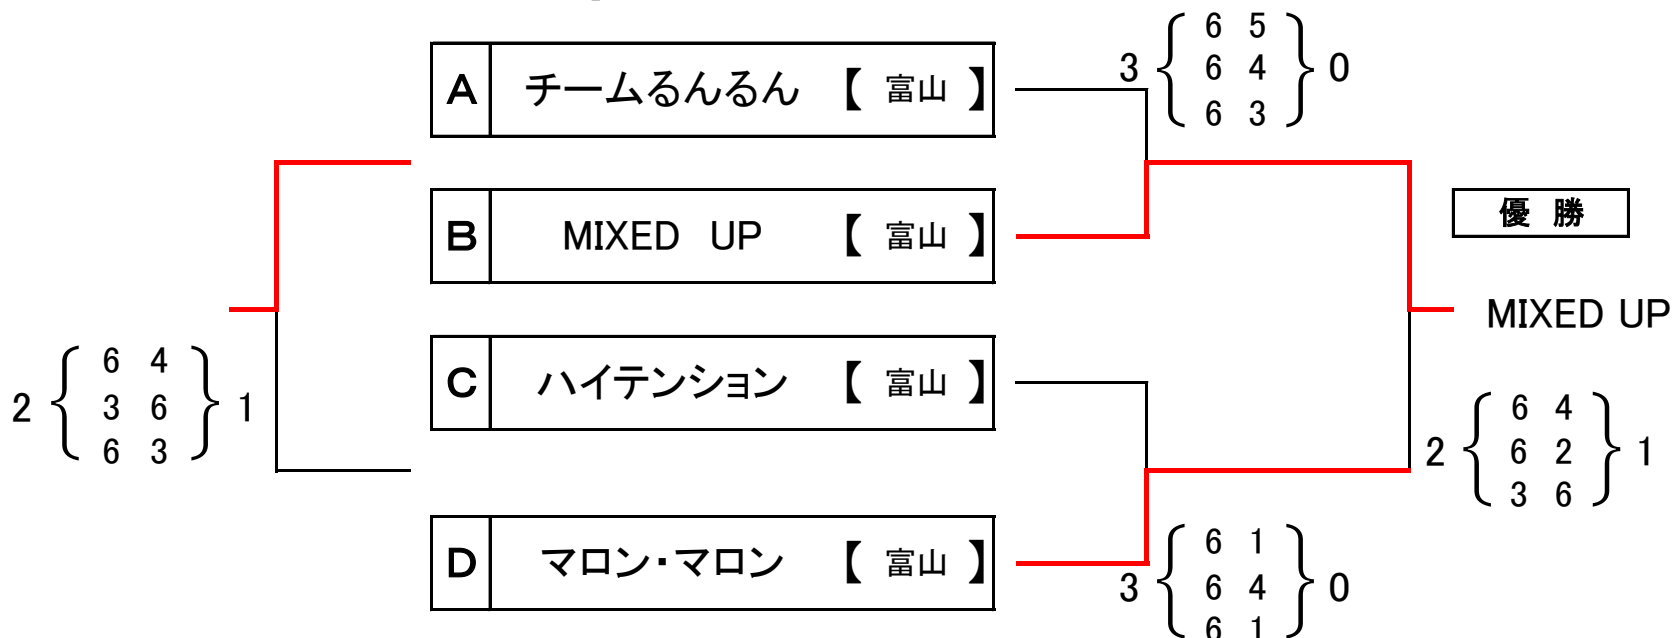 A チームるんるん 【 富山 】
B MIXED UP 【 富山 】
C ハイテンション 【 富山 】
D マロン・マロン 【 富山 】
3 { 6 5 } 0
6 4
6 3
優 勝
MIXED UP
2 { 6 4 } 1
3 6
6 3
2 { 6 4 } 1
6 2
3 6
3 { 6 1 } 0
6 4
6 1